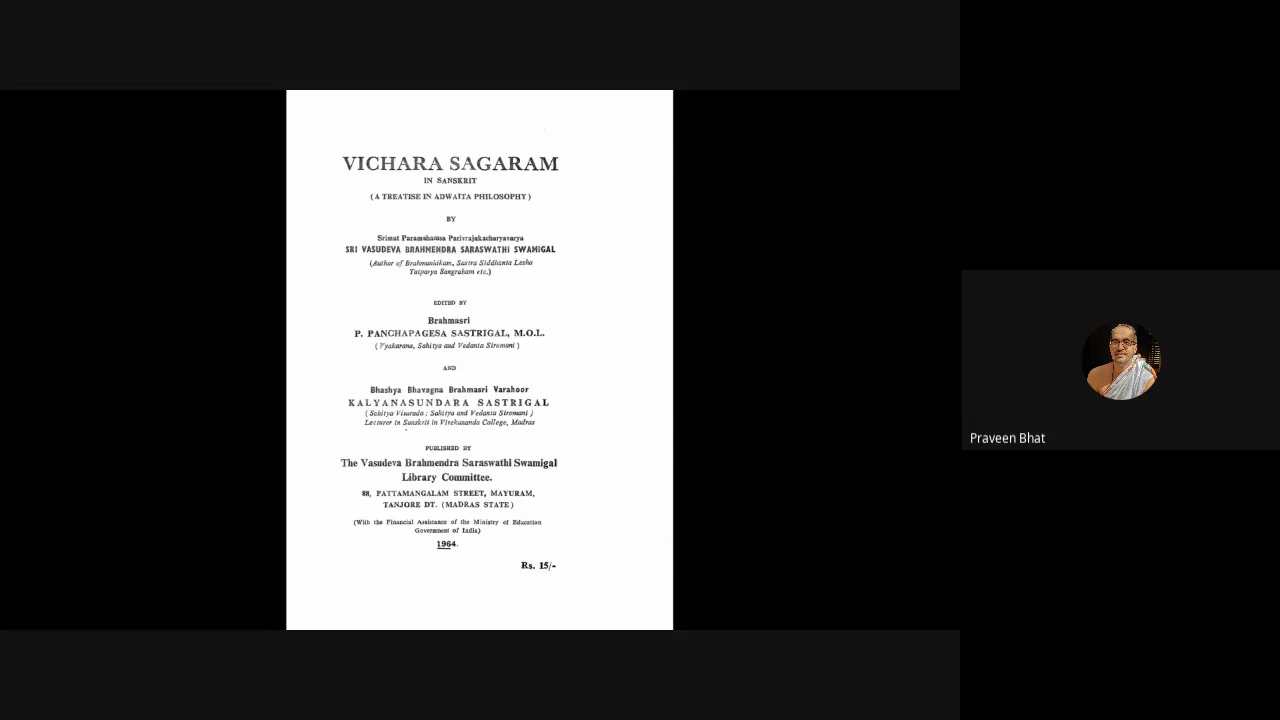 VICHARA SAGARAM
IN SANSKRIT
(A TREATISE IN ADWAITA PHILOSOPHY)
BY
Srimat Paramahamsa Parivrajakacharyavarya
SRI VASUDEVA BRAHMENDRA SARASWATHI SWAMIGAL
(Author of Brahmanidikam, Sastra Siddhanta Lesha
Tatparya Sangraham etc.)
EDITED BY
Brahmasri
P. PANCHAPAGESA SASTRIGAL, M.O.L.
(Vyakarana, Sahitya and Vedanta Siromani)
AND
Bhashya Bhavagna Brahmasri Varahoor
KALYANASUNDARA SASTRIGAL
(Sahitya Visarada; Sahitya and Vedanta Siromani)
Lecturer in Sanskrit in Vivekananda College, Madras
PUBLISHED BY
The Vasudeva Brahmendra Saraswathi Swamigal
Library Committee.
88, PATTAMANGALAM STREET, MAYURAM,
TANJORE DT. (MADRAS STATE)
(With the Financial Assistance of the Ministry of Education
Government of India)
1964.
Rs. 15/-
Praveen Bhat